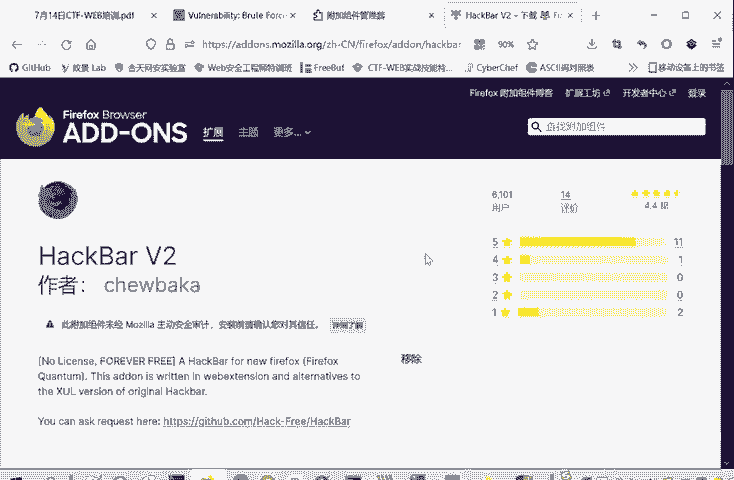 7月14日CTF-WEB培训.pdf
Vulnerability: Brute Force
附加组件管理器
HackBar V2 - 下载
https://addons.mozilla.org/zh-CN/firefox/addon/hackbar
90%
GitHub
Lab
合天网安实验室
Web安全工程师特训班
FreeBuf
CTF-WEB实战技能特...
CyberChef
ASCII码对照表
移动设备上的书签
Firefox 附加组件博客
扩展工坊
开发者中心
登录
Firefox Browser
ADD-ONS
扩展
主题
更多...
查找附加组件
6,101
用户
14
评价
4.4 星
HackBar V2
作者： chewbaka
5 11
4 1
3 0
2 0
1 2
此附加组件未经 Mozilla 主动安全审计，安装前请确认您对其信任。
详细了解
[No License, FOREVER FREE] A HackBar for new firefox (Firefox
Quantum). This addon is written in webextension and alternatives to
the XUL version of original Hackbar.
移除
You can ask request here: https://github.com/Hack-Free/HackBar